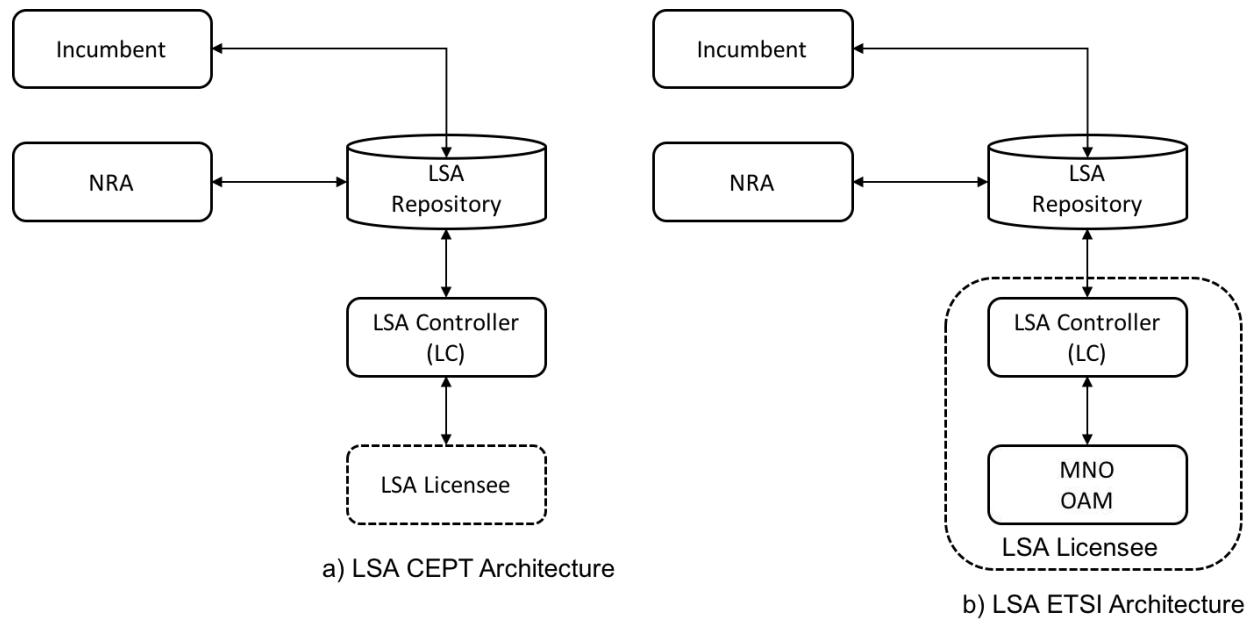 Incumbent
NRA
LSA
Repository
LSA Controller
(LC)
LSA Licensee
a) LSA CEPT Architecture
Incumbent
NRA
LSA
Repository
LSA Controller
(LC)
MNO
OAM
LSA Licensee
b) LSA ETSI Architecture